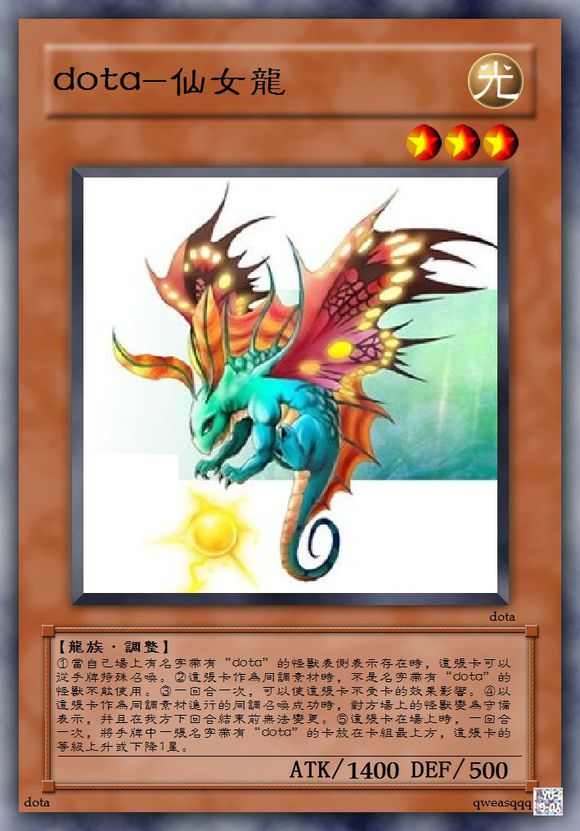 dota-仙女龍
光
dota
【龍族·調整】
①當自己場上有名字帶有“dota”的怪獸表側表示存在時，這張卡可以
從手牌特殊召喚。②這張卡作為同調素材時，不是名字帶有“dota”的
怪獸不能使用。③一回合一次，可以使這張卡不受卡的效果影響。④以
這張卡作為同調素材進行的同調召喚成功時，對方場上的怪獸變為守備
表示，并且在我方下回合結束前無法變更。⑤這張卡在場上時，一回合
一次，將手牌中一張名字帶有“dota”的卡放在卡組最上方，這張卡的
等級上升或下降1星。
ATK/1400 DEF/500
dota
qweasqqq